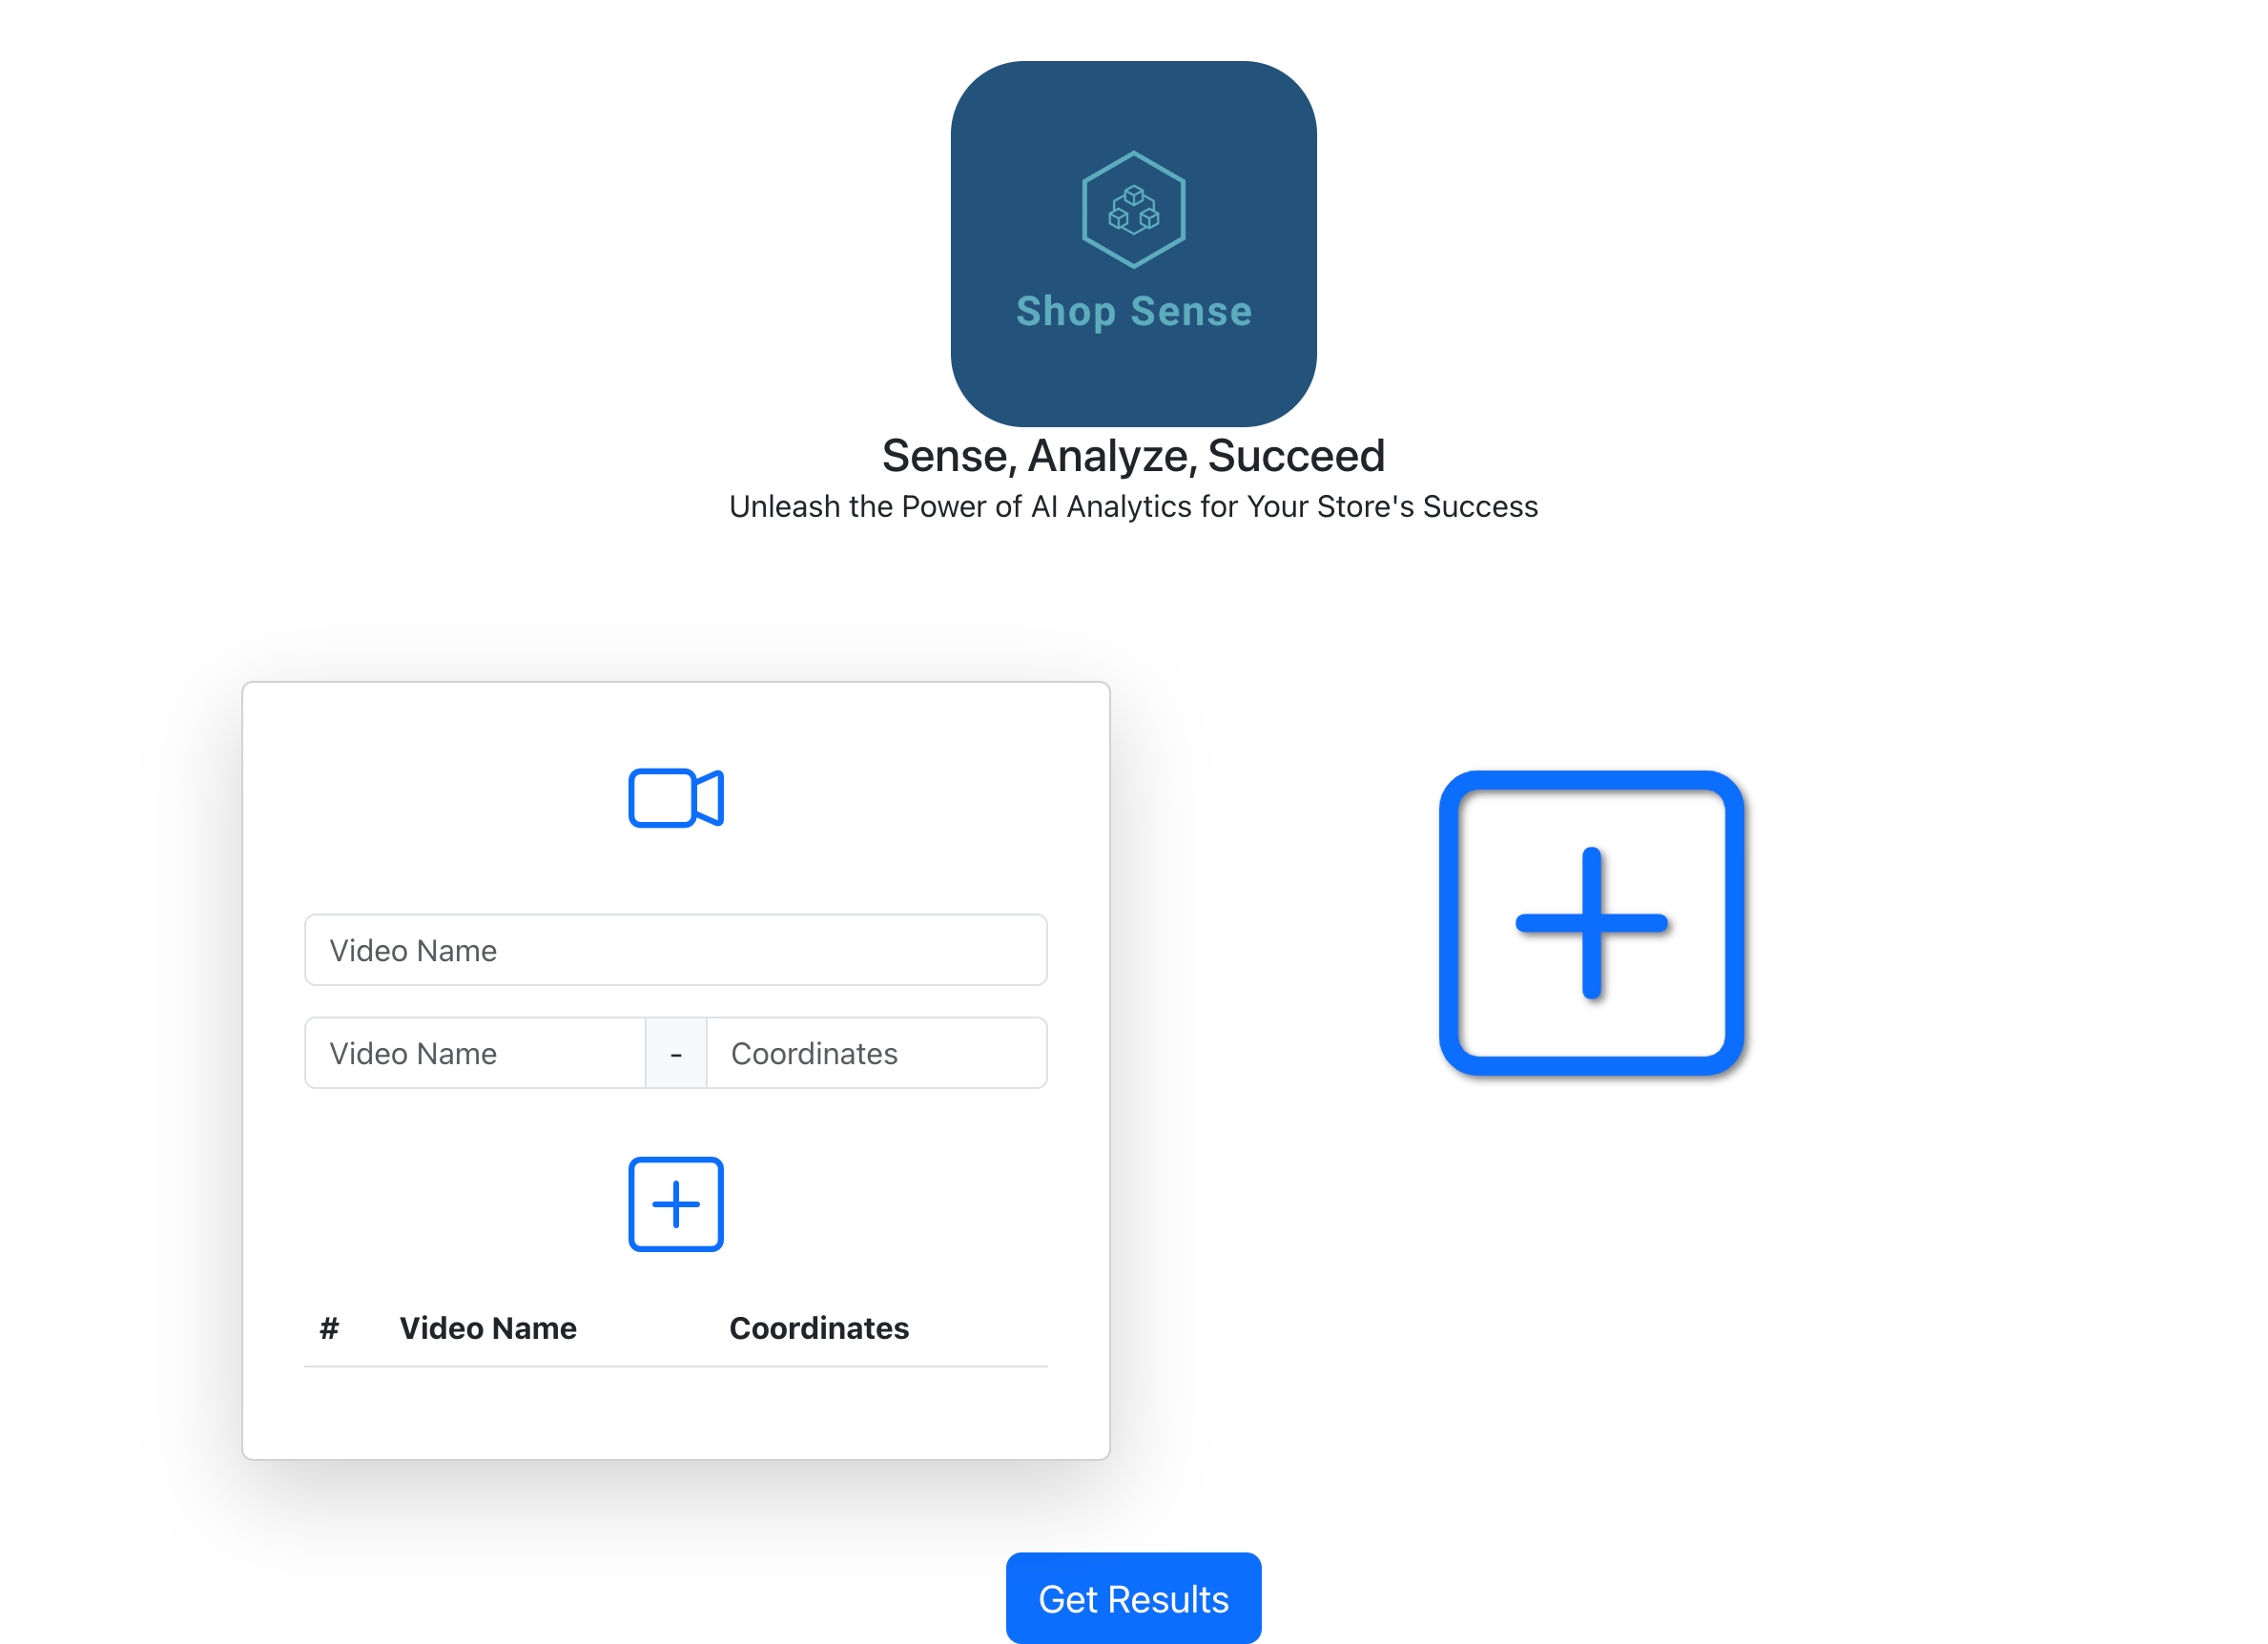 Shop Sense
Sense, Analyze, Succeed
Unleash the Power of AI Analytics for Your Store's Success
Video Name
Video Name - Coordinates
# Video Name Coordinates
Get Results